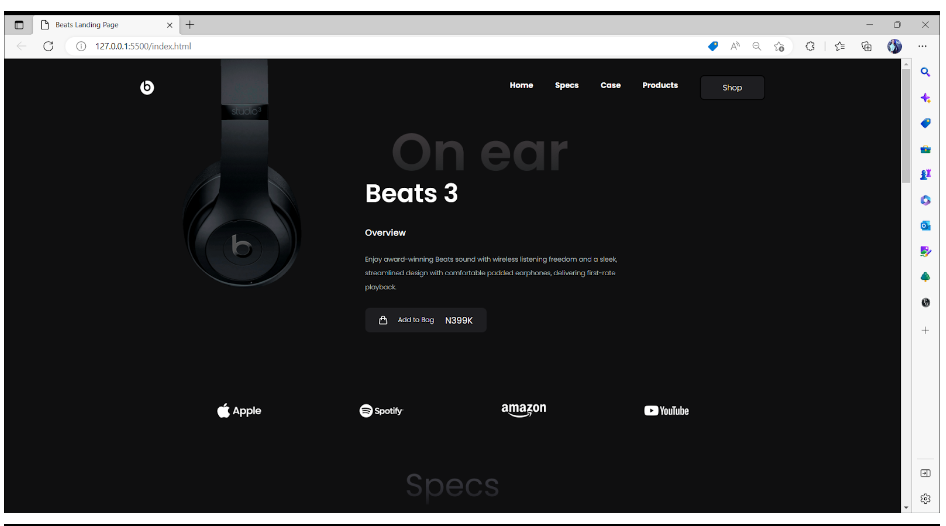 Beats Landing Page
127.0.0.1:5500/index.html
Home Specs Case Products Shop
studio³
On ear
Beats 3
Overview
Enjoy award-winning Beats sound with wireless listening freedom and a sleek,
streamlined design with comfortable padded earphones, delivering first-rate
playback.
Add to Bag N399K
Apple Spotify amazon YouTube
Specs